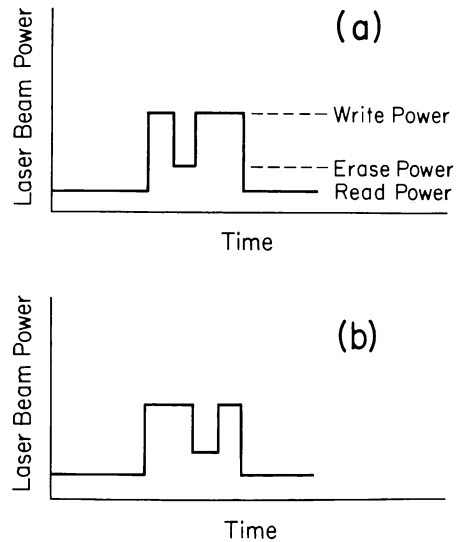 (a)
Laser Beam Power
Write Power
Erase Power
Read Power
Time
(b)
Laser Beam Power
Time